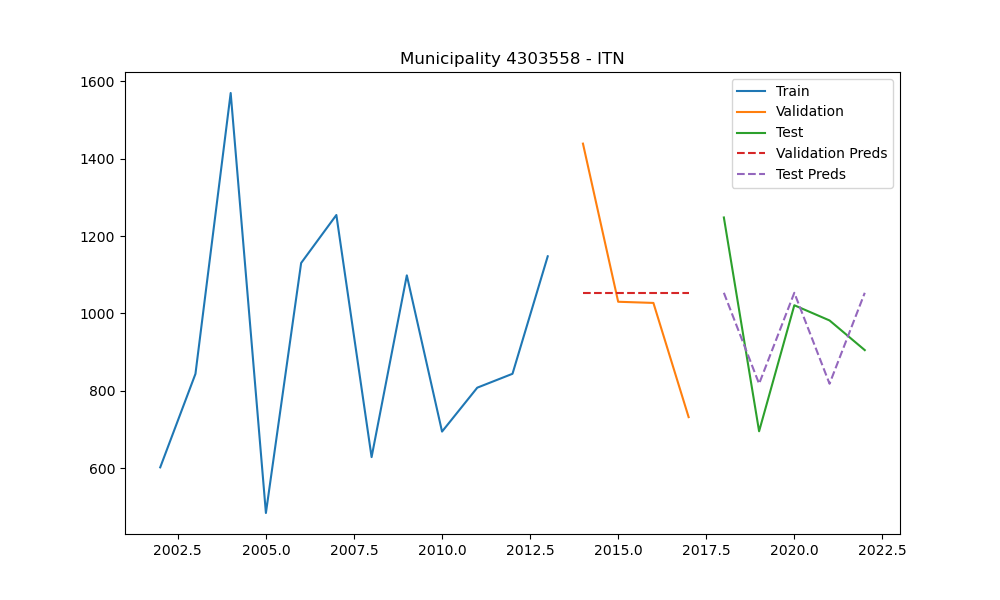 Municipality 4303558 - ITN
1600
1400
1200
1000
800
600
2002.5 2005.0 2007.5 2010.0 2012.5 2015.0 2017.5 2020.0 2022.5
Train
Validation
Test
Validation Preds
Test Preds